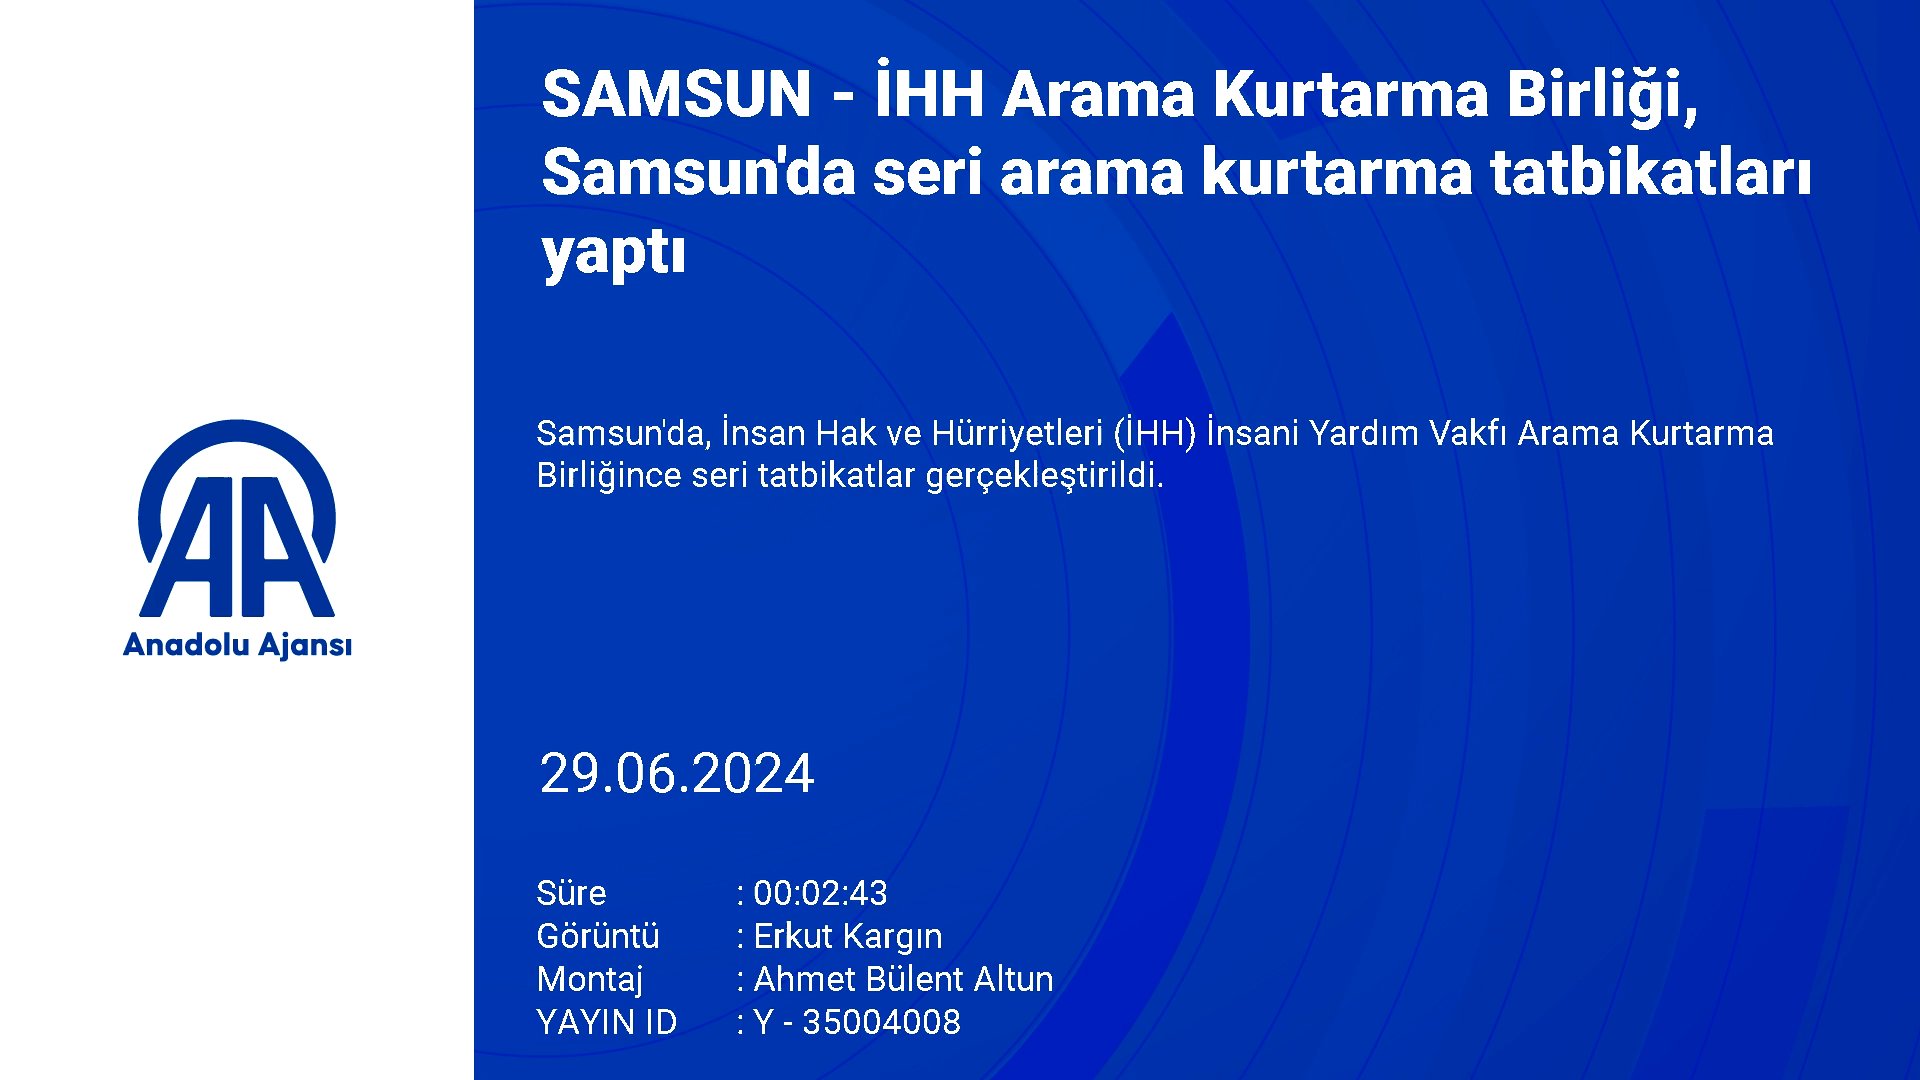 SAMSUN - İHH Arama Kurtarma Birliği,
Samsun'da seri arama kurtarma tatbikatları
yaptı
Samsun'da, İnsan Hak ve Hürriyetleri (İHH) İnsani Yardım Vakfı Arama Kurtarma
Birliğince seri tatbikatlar gerçekleştirildi.
AA
Anadolu Ajansı
29.06.2024
Süre : 00:02:43
Görüntü : Erkut Kargın
Montaj : Ahmet Bülent Altun
YAYIN ID : Y - 35004008